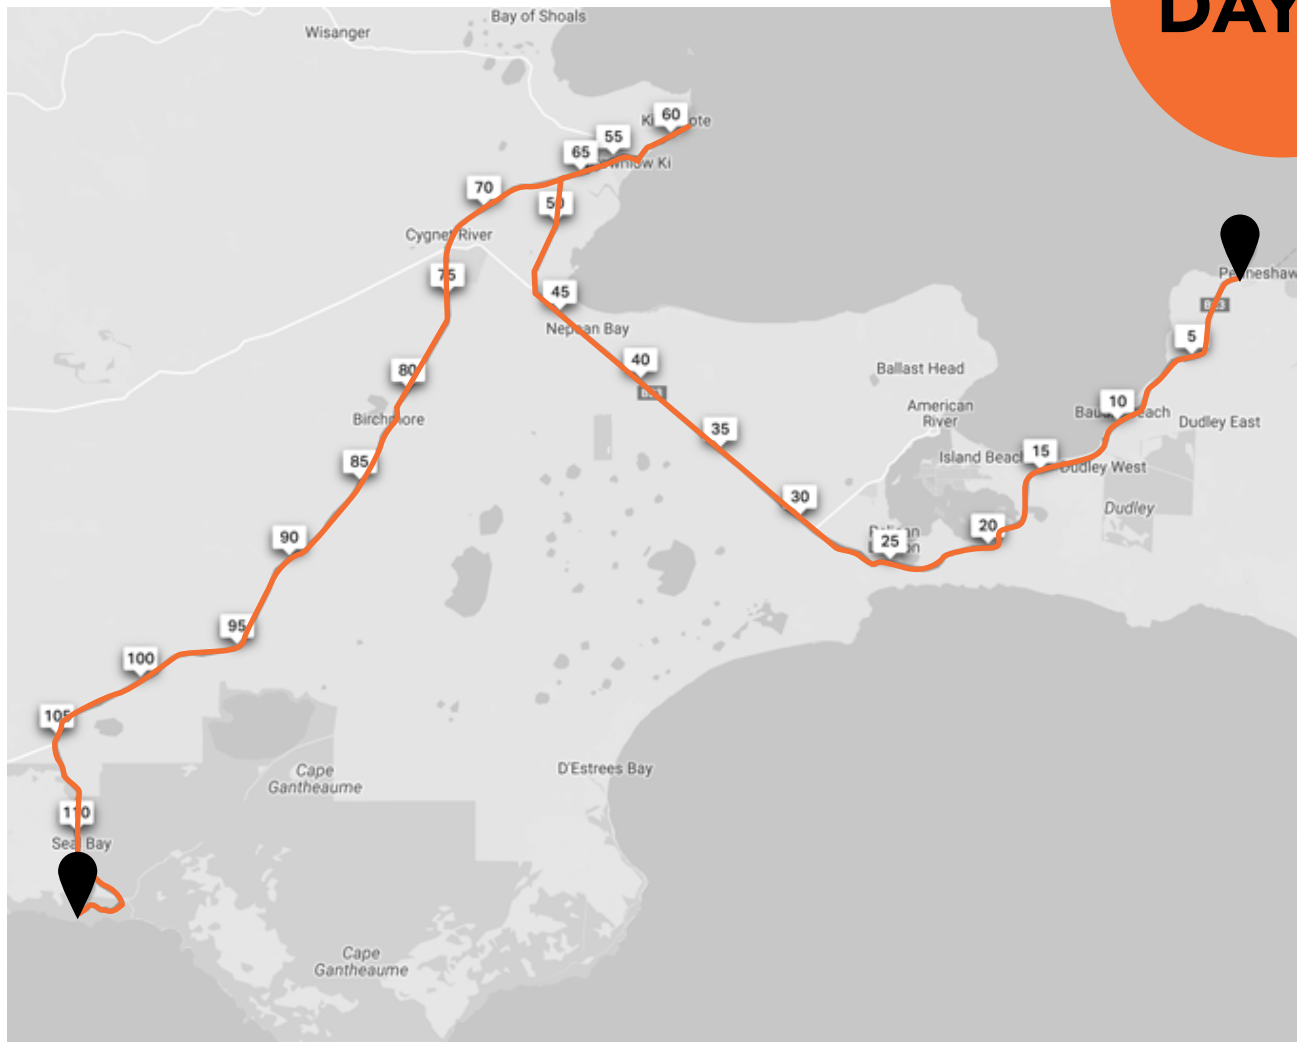 DAY
Bay of Shoals
Wisanger
60
55
65
70
50
Cygnet River
75
45
Nepean Bay
5
40
80
Ballast Head
American
River
10
Dudley East
Birchmore
35
15
Island Beach
Dudley West
85
30
Dudley
20
25
90
95
100
105
Cape
Gantheaume
D'Estrees Bay
110
Seal Bay
Cape
Gantheaume